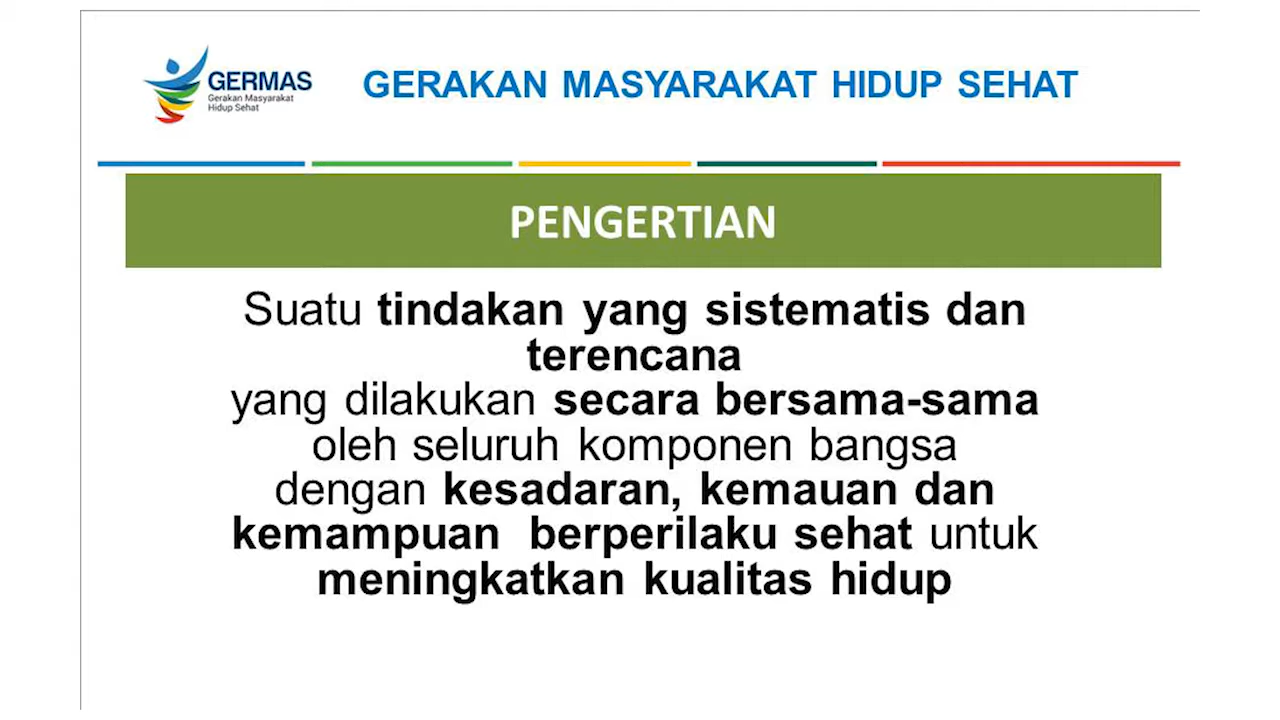 GERMAS
Gerakan Masyarakat
Hidup Sehat
GERAKAN MASYARAKAT HIDUP SEHAT
PENGERTIAN
Suatu tindakan yang sistematis dan
terencana
yang dilakukan secara bersama-sama
oleh seluruh komponen bangsa
dengan kesadaran, kemauan dan
kemampuan berperilaku sehat untuk
meningkatkan kualitas hidup